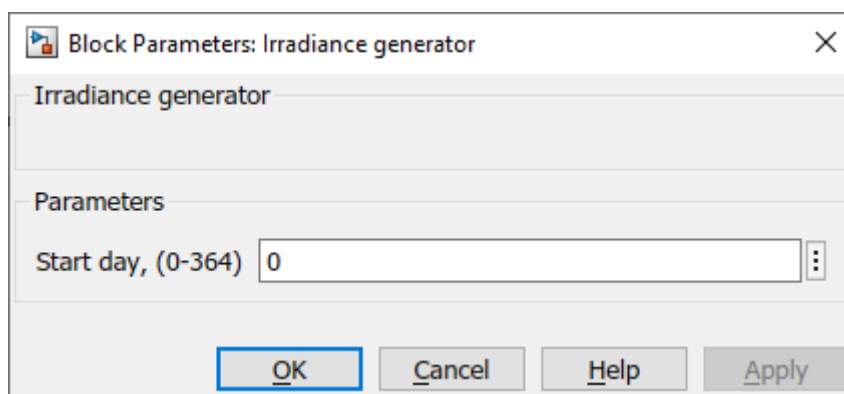 Block Parameters: Irradiance generator
Irradiance generator
Parameters
Start day, (0-364) 0
OK Cancel Help Apply